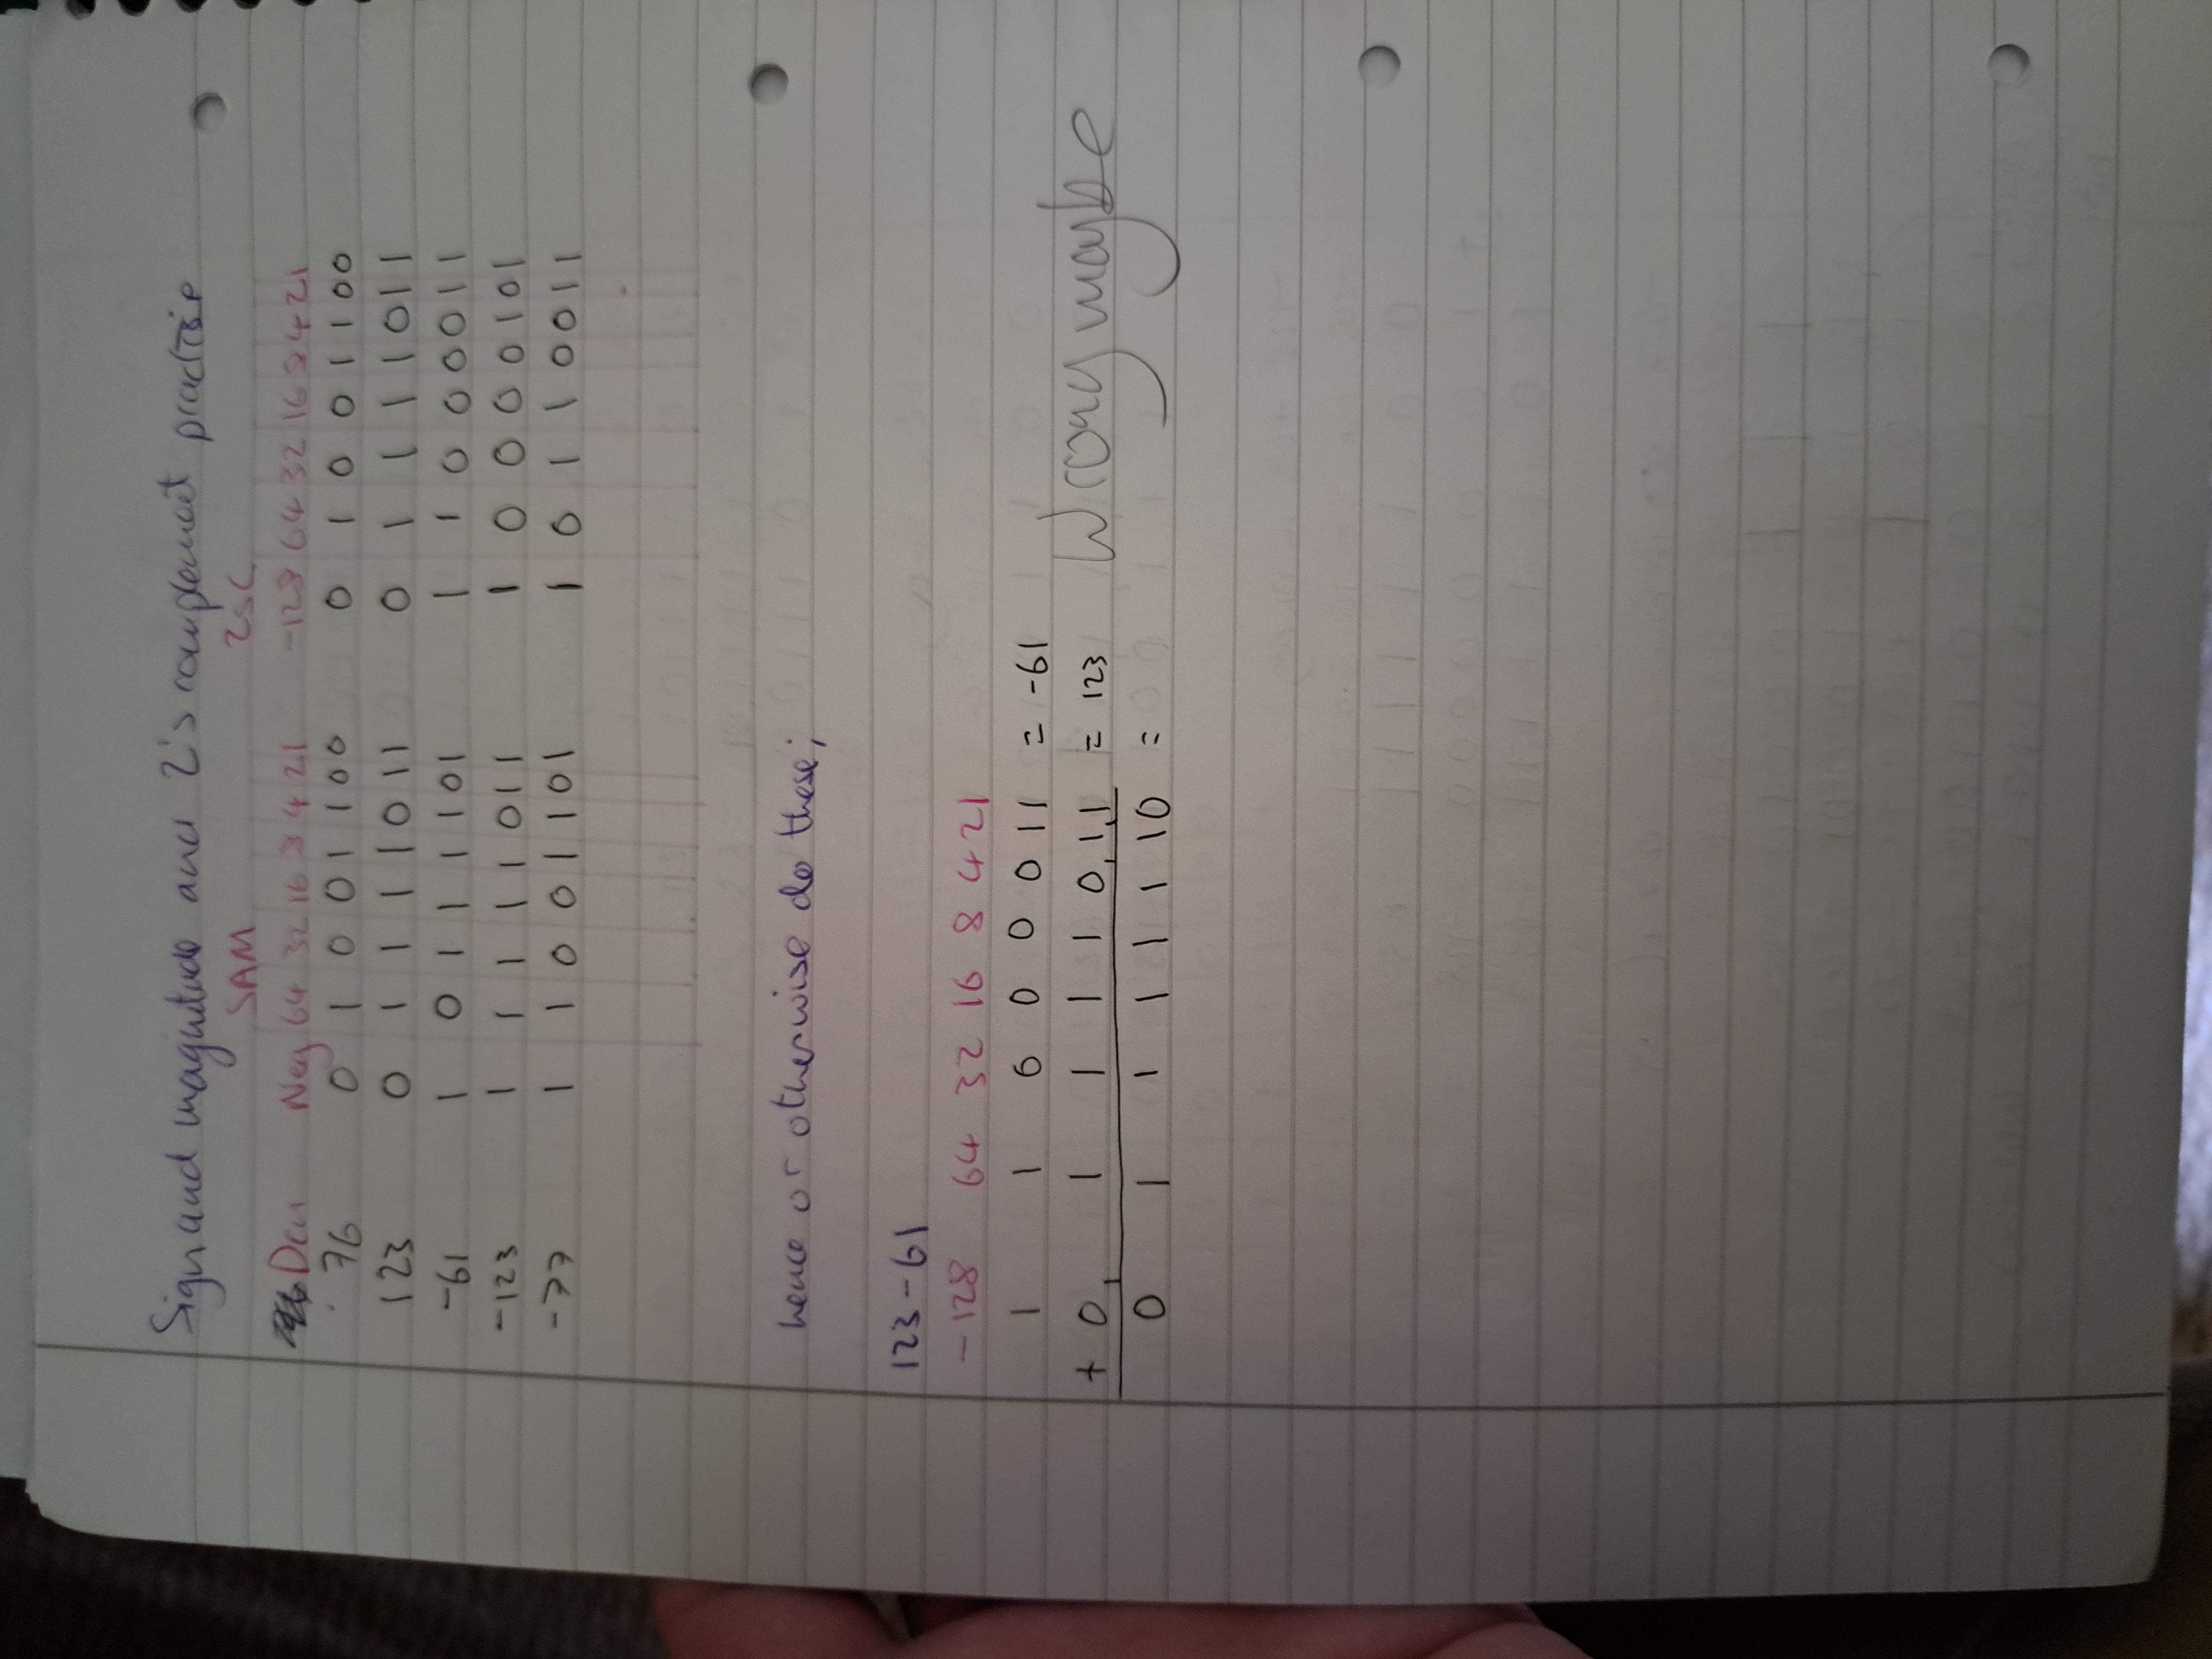 Sign and magnitude and 2's complement practise
SAM 2SC
Den Neg 64 32 16 8 4 2 1 -128 64 32 16 8 4 2 1
76 0 1 0 0 1 1 0 0 0 1 0 0 1 1 0 0
123 0 1 1 1 1 0 1 1 0 1 1 1 1 0 1 1
-61 1 0 1 1 1 1 0 1 1 1 0 0 0 0 1 1
-123 1 1 1 1 1 0 1 1 1 0 0 0 0 1 0 1
-77 1 1 0 0 1 1 0 1 1 0 1 1 0 0 1 1
hence or otherwise do these;
123-61
-128 64 32 16 8 4 2 1
1 1 0 0 0 0 1 1 = -61
+ 0 1 1 1 1 0 1 1 = 123
0 1 1 1 1 1 1 0 =
Wrong maybe